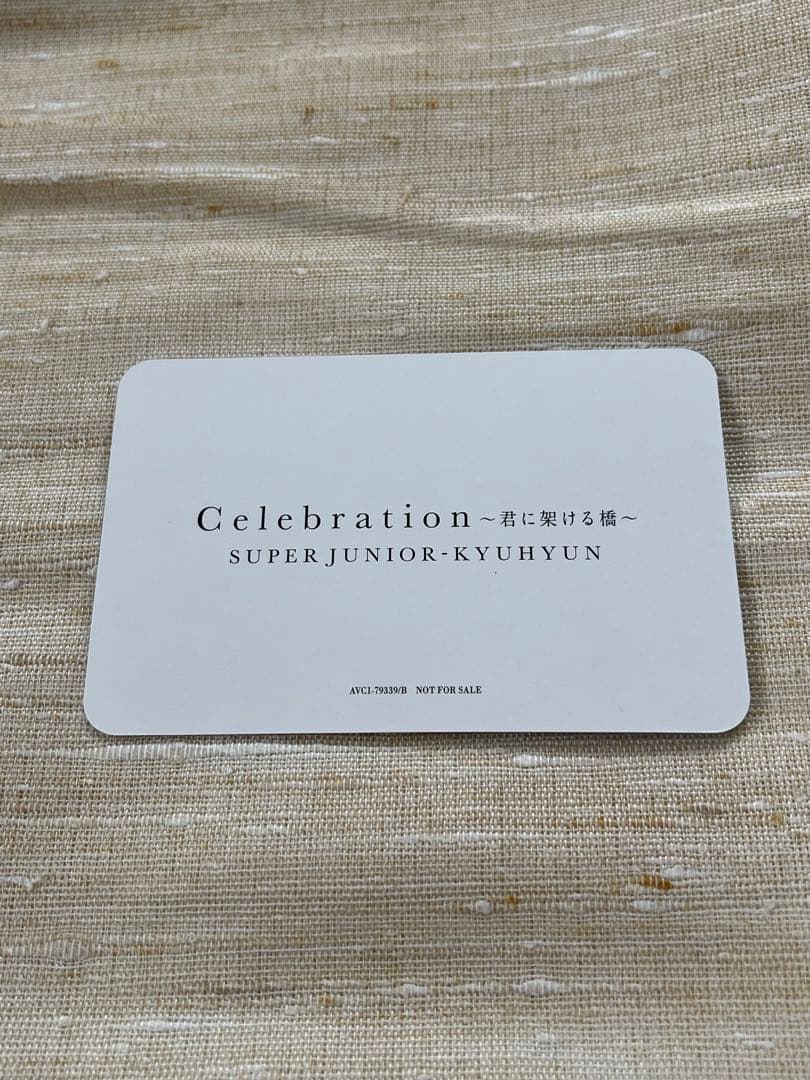 Celebration ～君に架ける橋～
SUPER JUNIOR-KYUHYUN
AVC1-79339/B NOT FOR SALE